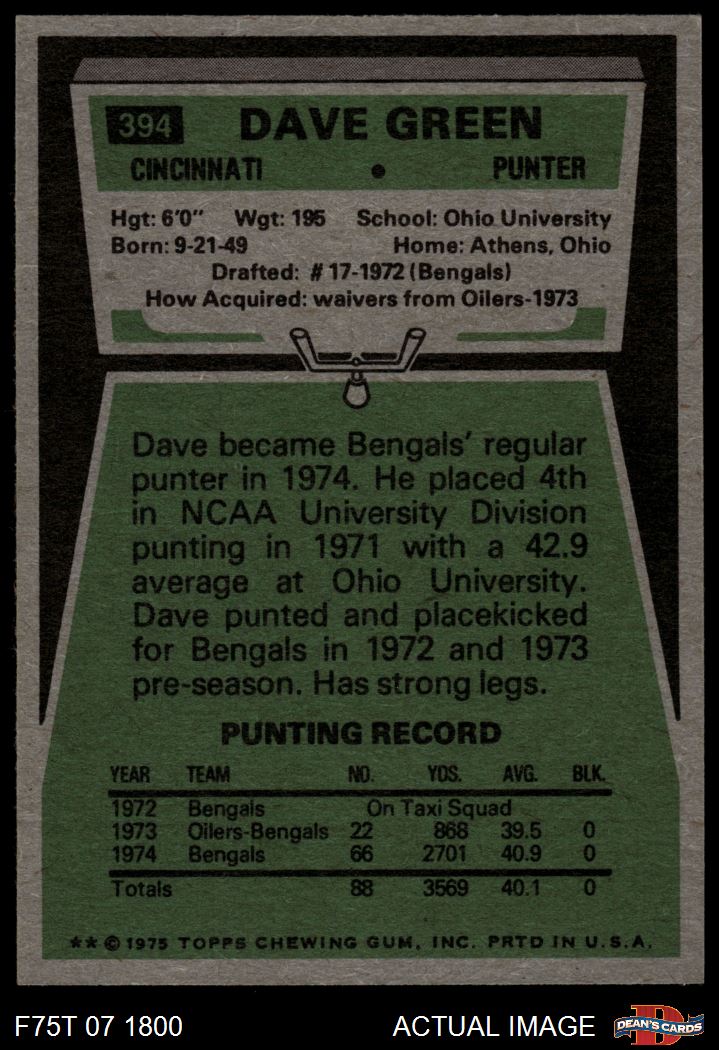 394 DAVE GREEN
CINCINNATI • PUNTER
Hgt: 6'0" Wgt: 195 School: Ohio University
Born: 9-21-49 Home: Athens, Ohio
Drafted: #17-1972 (Bengals)
How Acquired: waivers from Oilers-1973
Dave became Bengals' regular
punter in 1974. He placed 4th
in NCAA University Division
punting in 1971 with a 42.9
average at Ohio University.
Dave punted and placekicked
for Bengals in 1972 and 1973
pre-season. Has strong legs.
PUNTING RECORD
YEAR TEAM NO. YDS. AVG. BLK.
1972 Bengals On Taxi Squad
1973 Oilers-Bengals 22 868 39.5 0
1974 Bengals 66 2701 40.9 0
Totals 88 3569 40.1 0
** © 1975 TOPPS CHEWING GUM, INC. PRTD IN U.S.A.
F75T 07 1800 ACTUAL IMAGE D DEAN'S CARDS